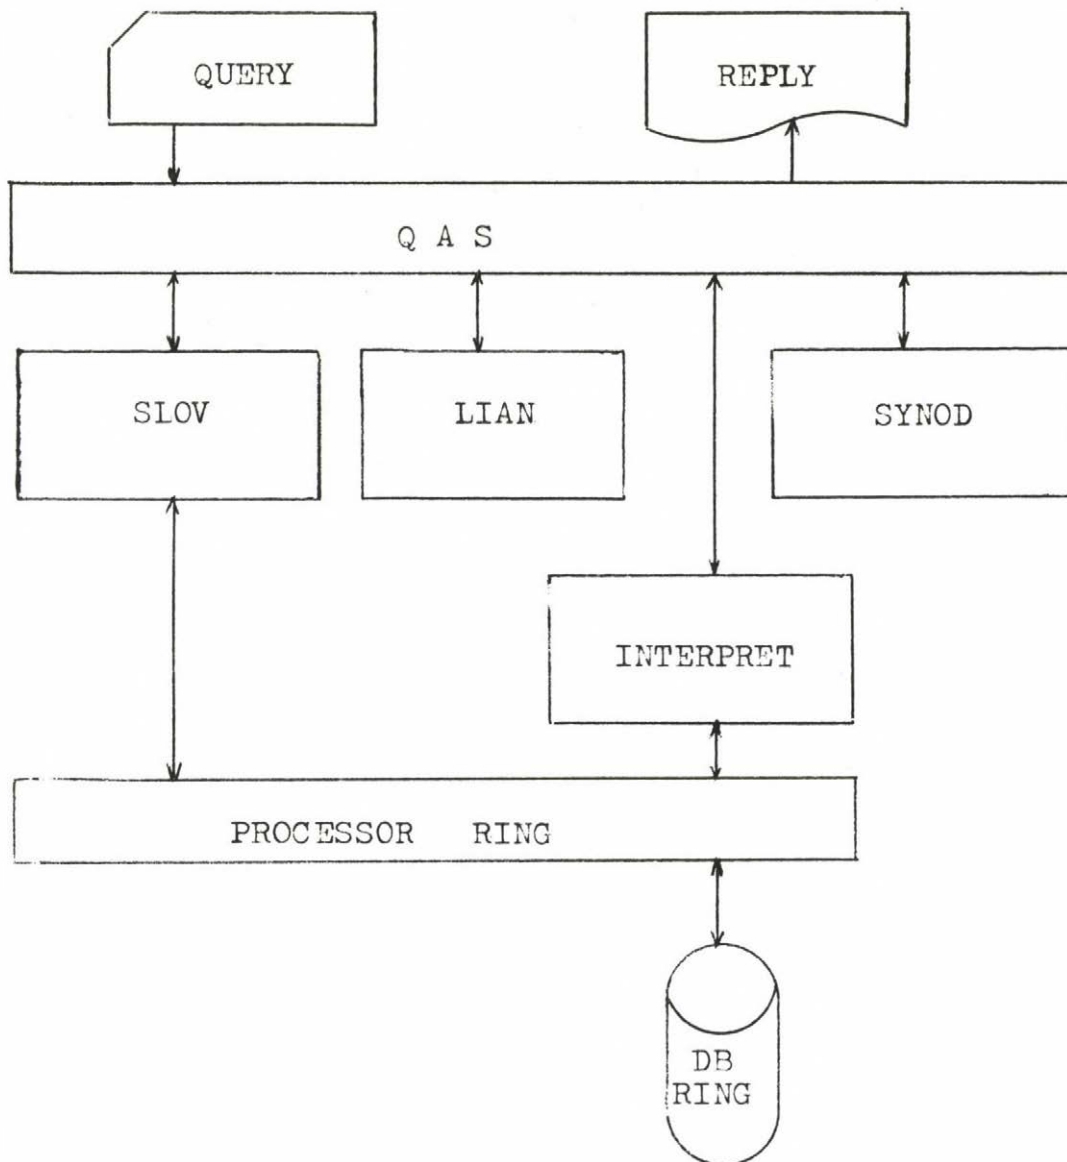 QUERY
REPLY
Q A S
SLOV
LIAN
SYNOD
INTERPRET
PROCESSOR RING
DB
RING